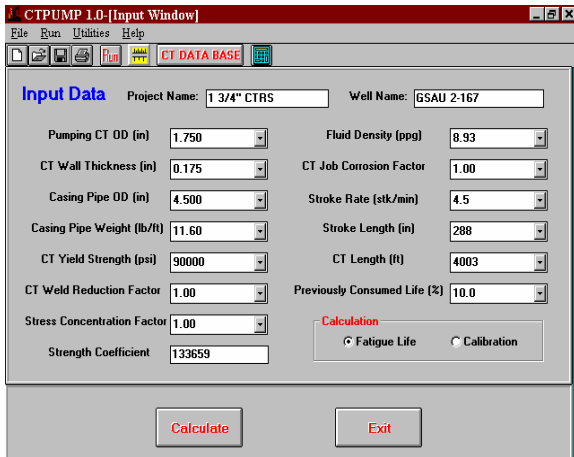 CTPUMP 1.0-[Input Window]
File Run Utilities Help
Run CT DATA BASE
Input Data Project Name: 1 3/4" CTRS Well Name: GSAU 2-167
Pumping CT OD (in) 1.750 Fluid Density (ppg) 8.93
CT Wall Thickness (in) 0.175 CT Job Corrosion Factor 1.00
Casing Pipe OD (in) 4.500 Stroke Rate (stk/min) 4.5
Casing Pipe Weight (lb/ft) 11.60 Stroke Length (in) 288
CT Yield Strength (psi) 90000 CT Length (ft) 4003
CT Weld Reduction Factor 1.00 Previously Consumed Life (%) 10.0
Stress Concentration Factor 1.00 Calculation
Strength Coefficient 133659 Fatigue Life Calibration
Calculate Exit